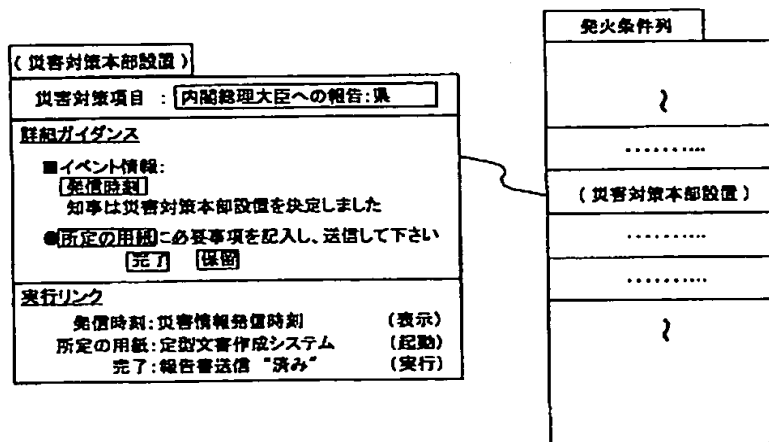 (災害対策本部設置)
災害対策項目 : 内閣総理大臣への報告:県
詳細ガイダンス
■イベント情報:
発信時刻
知事は災害対策本部設置を決定しました
●所定の用紙に必要事項を記入し、送信して下さい
完了 保留
実行リンク
発信時刻:災害情報発信時刻 (表示)
所定の用紙:定型文書作成システム (起動)
完了:報告書送信 “済み” (実行)
発火条件列
~
..........
(災害対策本部設置)
..........
..........
~